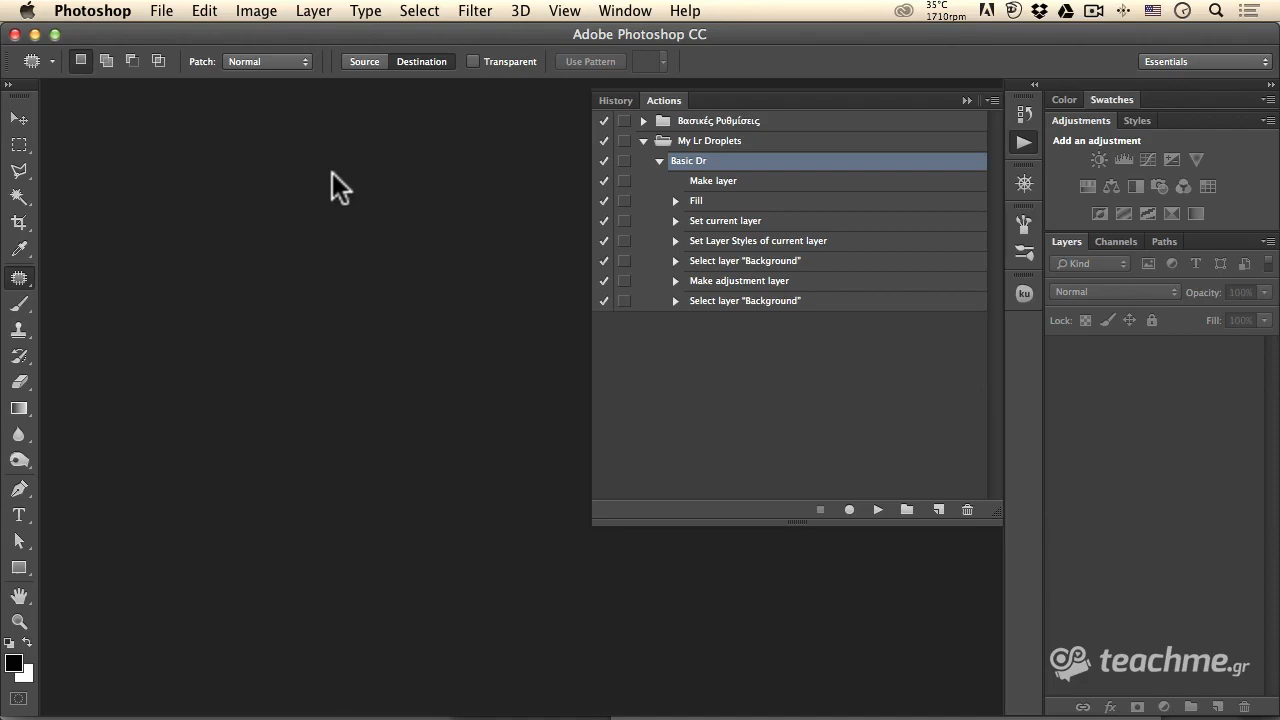 Photoshop File Edit Image Layer Type Select Filter 3D View Window Help 35°C 1710rpm
Adobe Photoshop CC
Patch: Normal Source Destination Transparent Use Pattern Essentials
History Actions
Color Swatches
Βασικές Ρυθμίσεις
Adjustments Styles
My Lr Droplets
Add an adjustment
Basic Dr
Make layer
Fill
Set current layer
Set Layer Styles of current layer
Layers Channels Paths
Select layer "Background"
Kind
Make adjustment layer
Normal Opacity: 100%
Select layer "Background"
Lock: Fill: 100%
ku
teachme.gr
fx